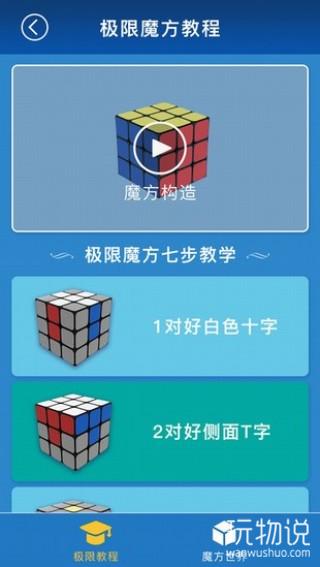 极限魔方教程
魔方构造
极限魔方七步教学
1对好白色十字
2对好侧面T字
极限教程
魔方世界
玩物说
wanwushuo.com